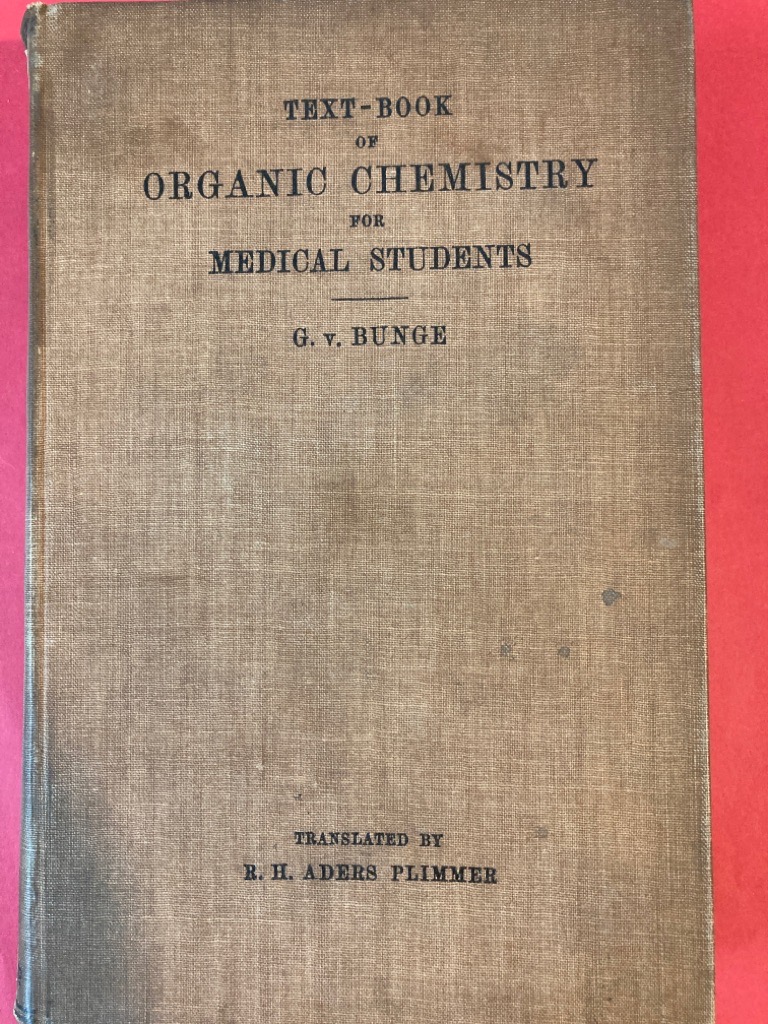 TEXT-BOOK
OF
ORGANIC CHEMISTRY
FOR
MEDICAL STUDENTS
G. v. BUNGE
TRANSLATED BY
R. H. ADERS PLIMMER